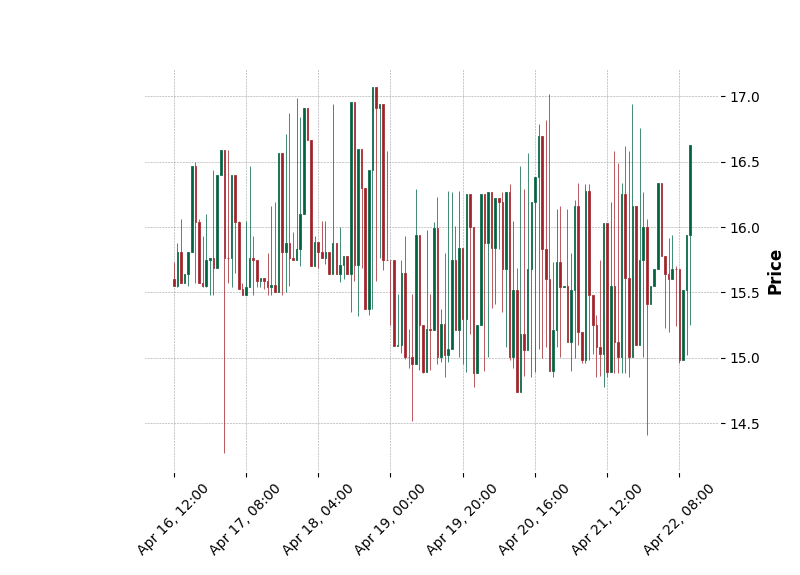 17.0
16.5
16.0
15.5
15.0
14.5
Price
Apr 16, 12:00
Apr 17, 08:00
Apr 18, 04:00
Apr 19, 00:00
Apr 19, 20:00
Apr 20, 16:00
Apr 21, 12:00
Apr 22, 08:00